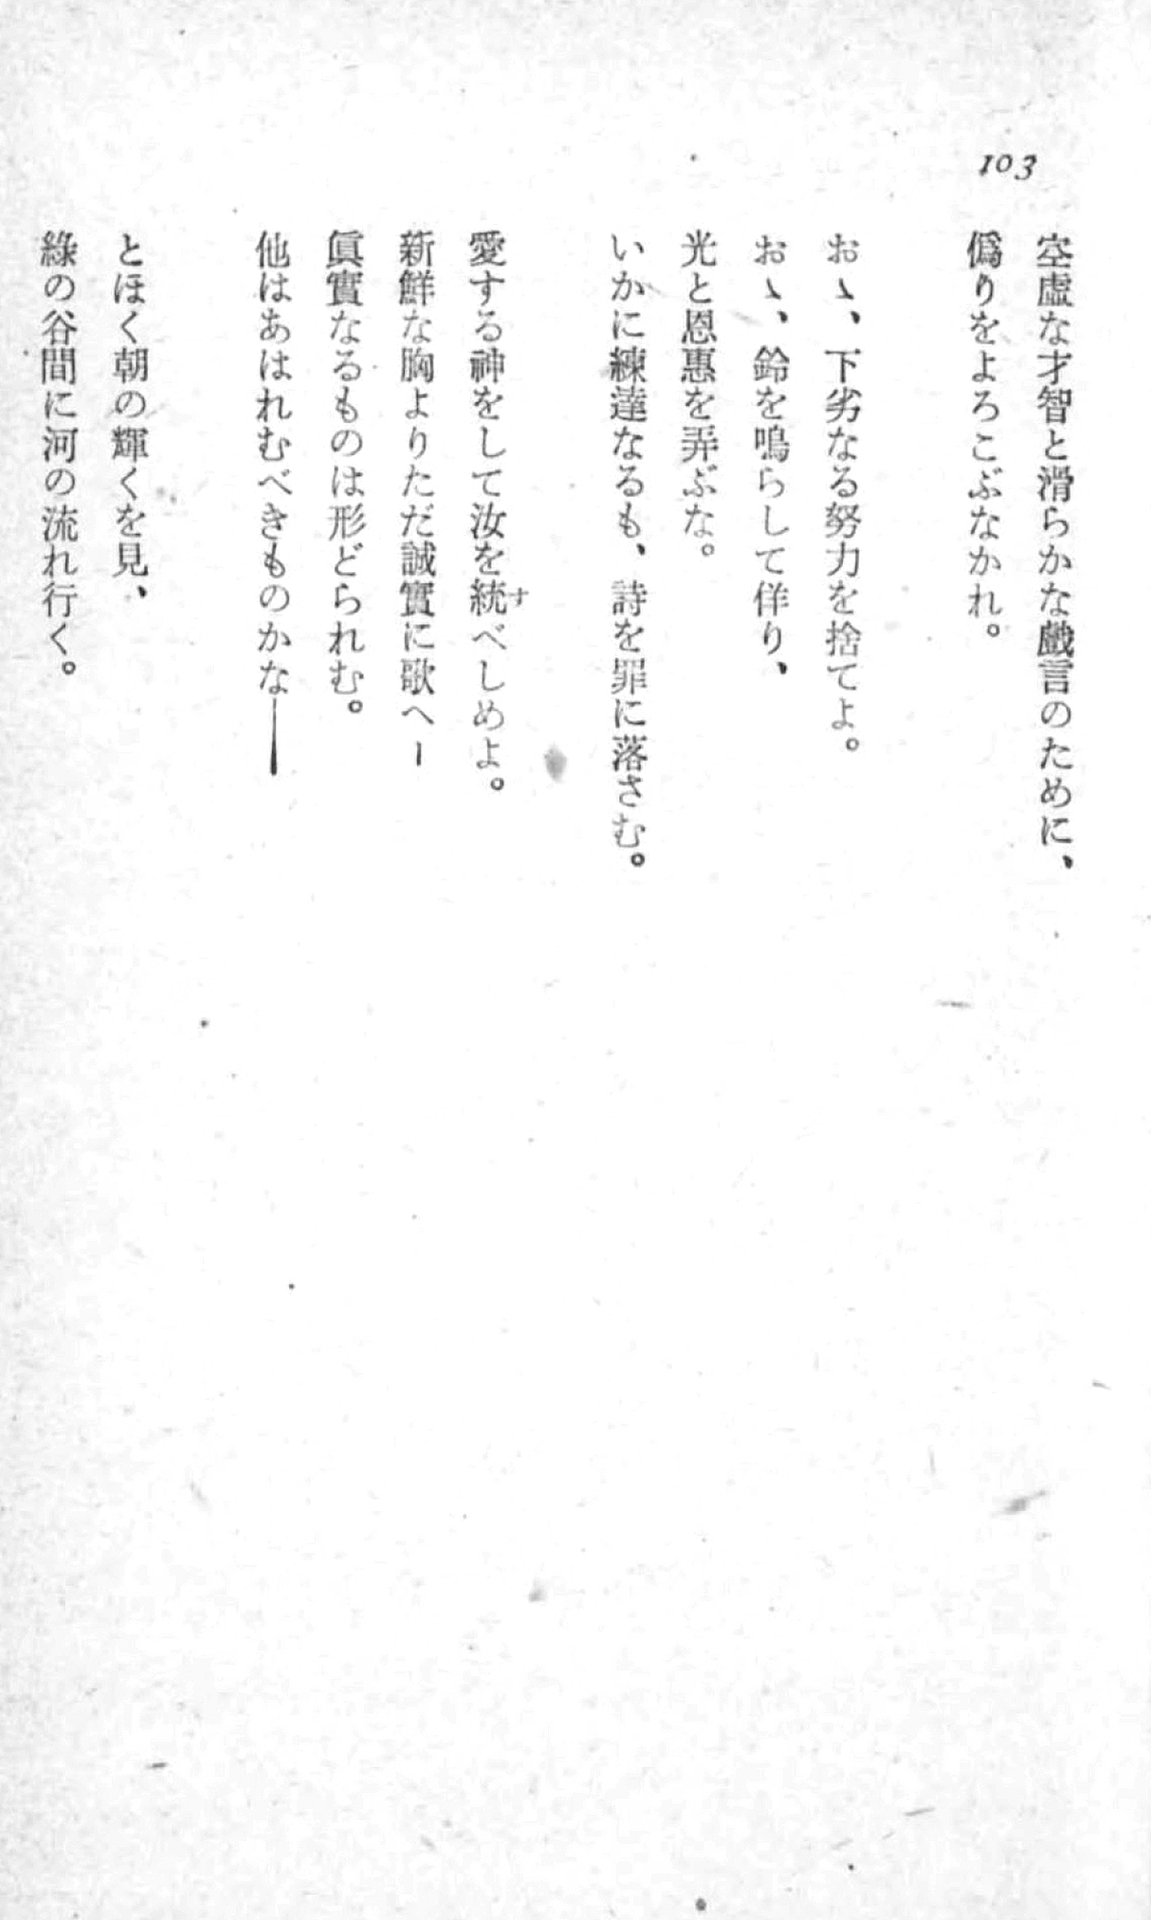 103
空虛な才智と滑らかな戲言のために、
僞りをよろこぶなかれ。
おゝ、下劣なる努力を捨てよ。
おゝ、鈴を鳴らして佯り、
光と恩惠を弄ぶな。
いかに練達なるも、詩を罪に落さむ。
愛する神をして汝を統べしめよ。
す
新鮮な胸よりただ誠實に歌へ―
眞實なるものは形どられむ。
他はあはれむべきものかな――
とほく朝の輝くを見、
綠の谷間に河の流れ行く。